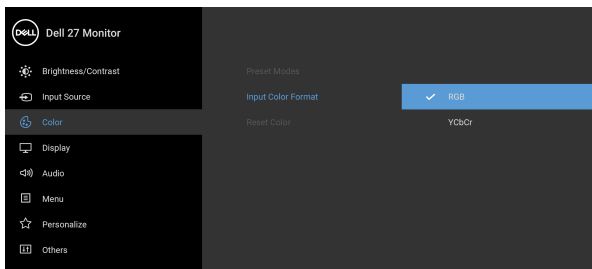 DELL Dell 27 Monitor
Brightness/Contrast
Preset Modes
Input Source
Input Color Format
RGB
Color
Reset Color
YCbCr
Display
Audio
Menu
Personalize
Others